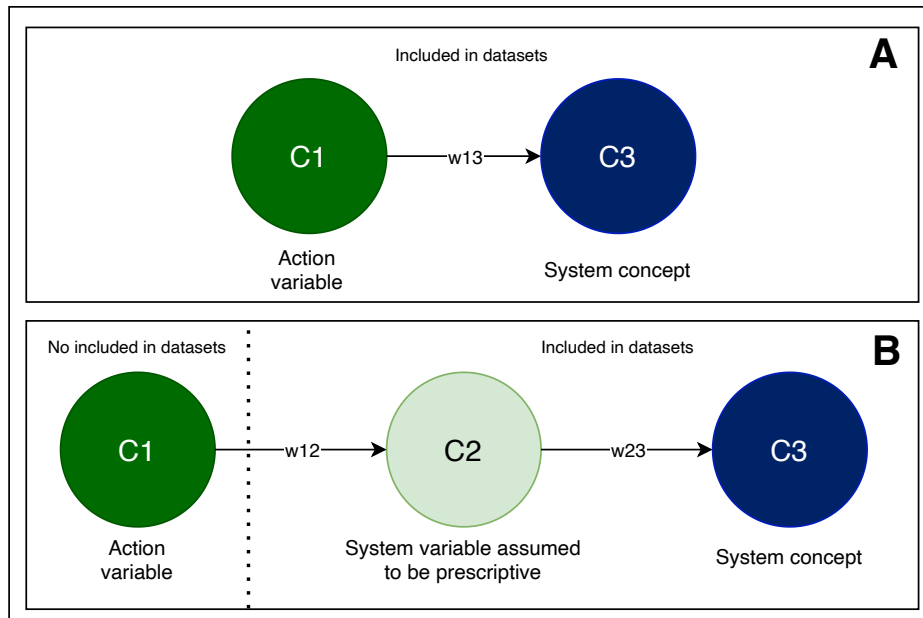 Included in datasets
A
C1
w13
C3
Action
variable
System concept
No included in datasets
Included in datasets
B
C1
w12
C2
w23
C3
Action
variable
System variable assumed
to be prescriptive
System concept